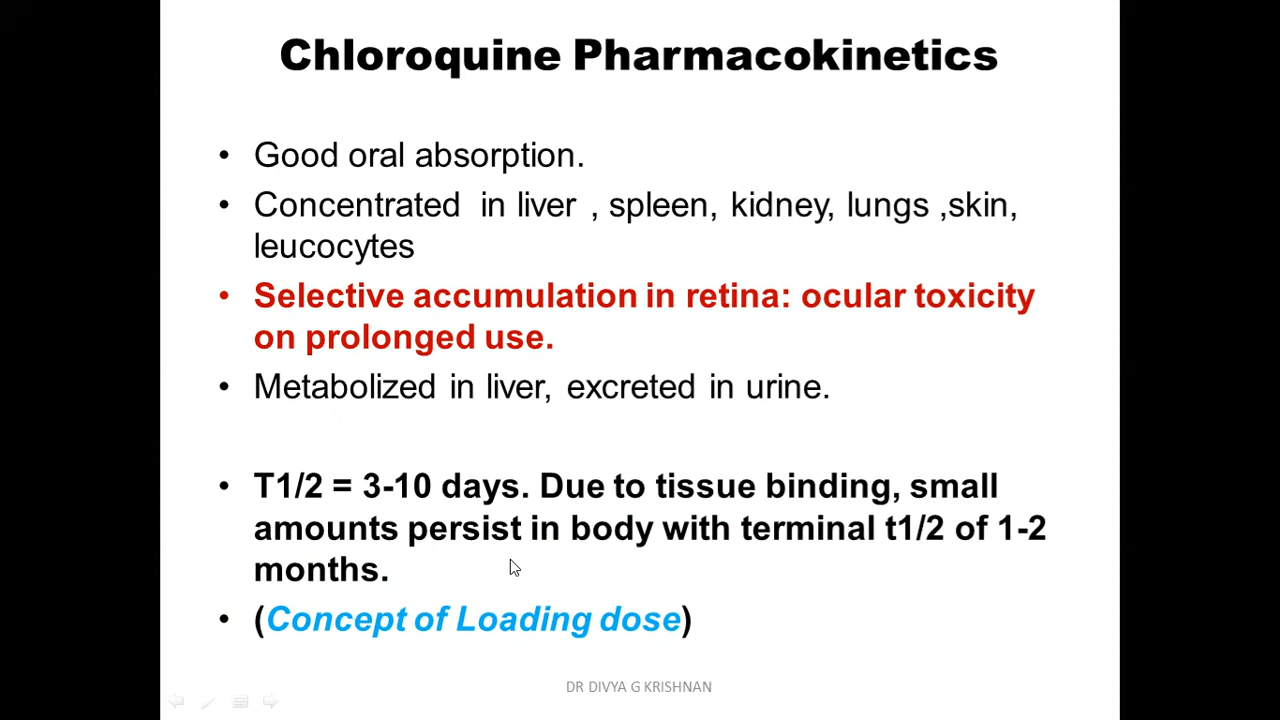 Chloroquine Pharmacokinetics
• Good oral absorption.
• Concentrated in liver , spleen, kidney, lungs ,skin,
leucocytes
• Selective accumulation in retina: ocular toxicity
on prolonged use.
• Metabolized in liver, excreted in urine.
• T1/2 = 3-10 days. Due to tissue binding, small
amounts persist in body with terminal t1/2 of 1-2
months.
• (Concept of Loading dose)
DR DIVYA G KRISHNAN